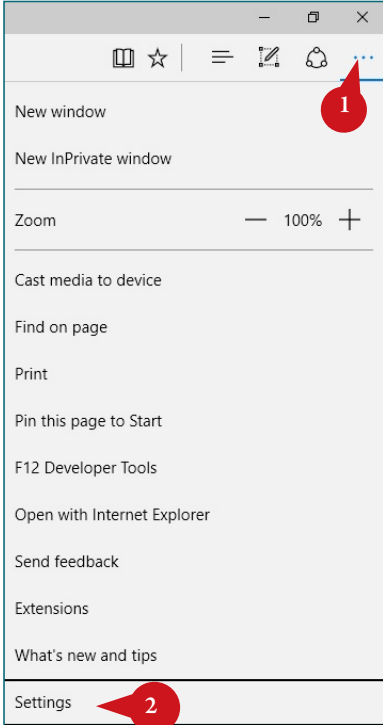 1
New window
New InPrivate window
Zoom 100%
Cast media to device
Find on page
Print
Pin this page to Start
F12 Developer Tools
Open with Internet Explorer
Send feedback
Extensions
What's new and tips
Settings 2